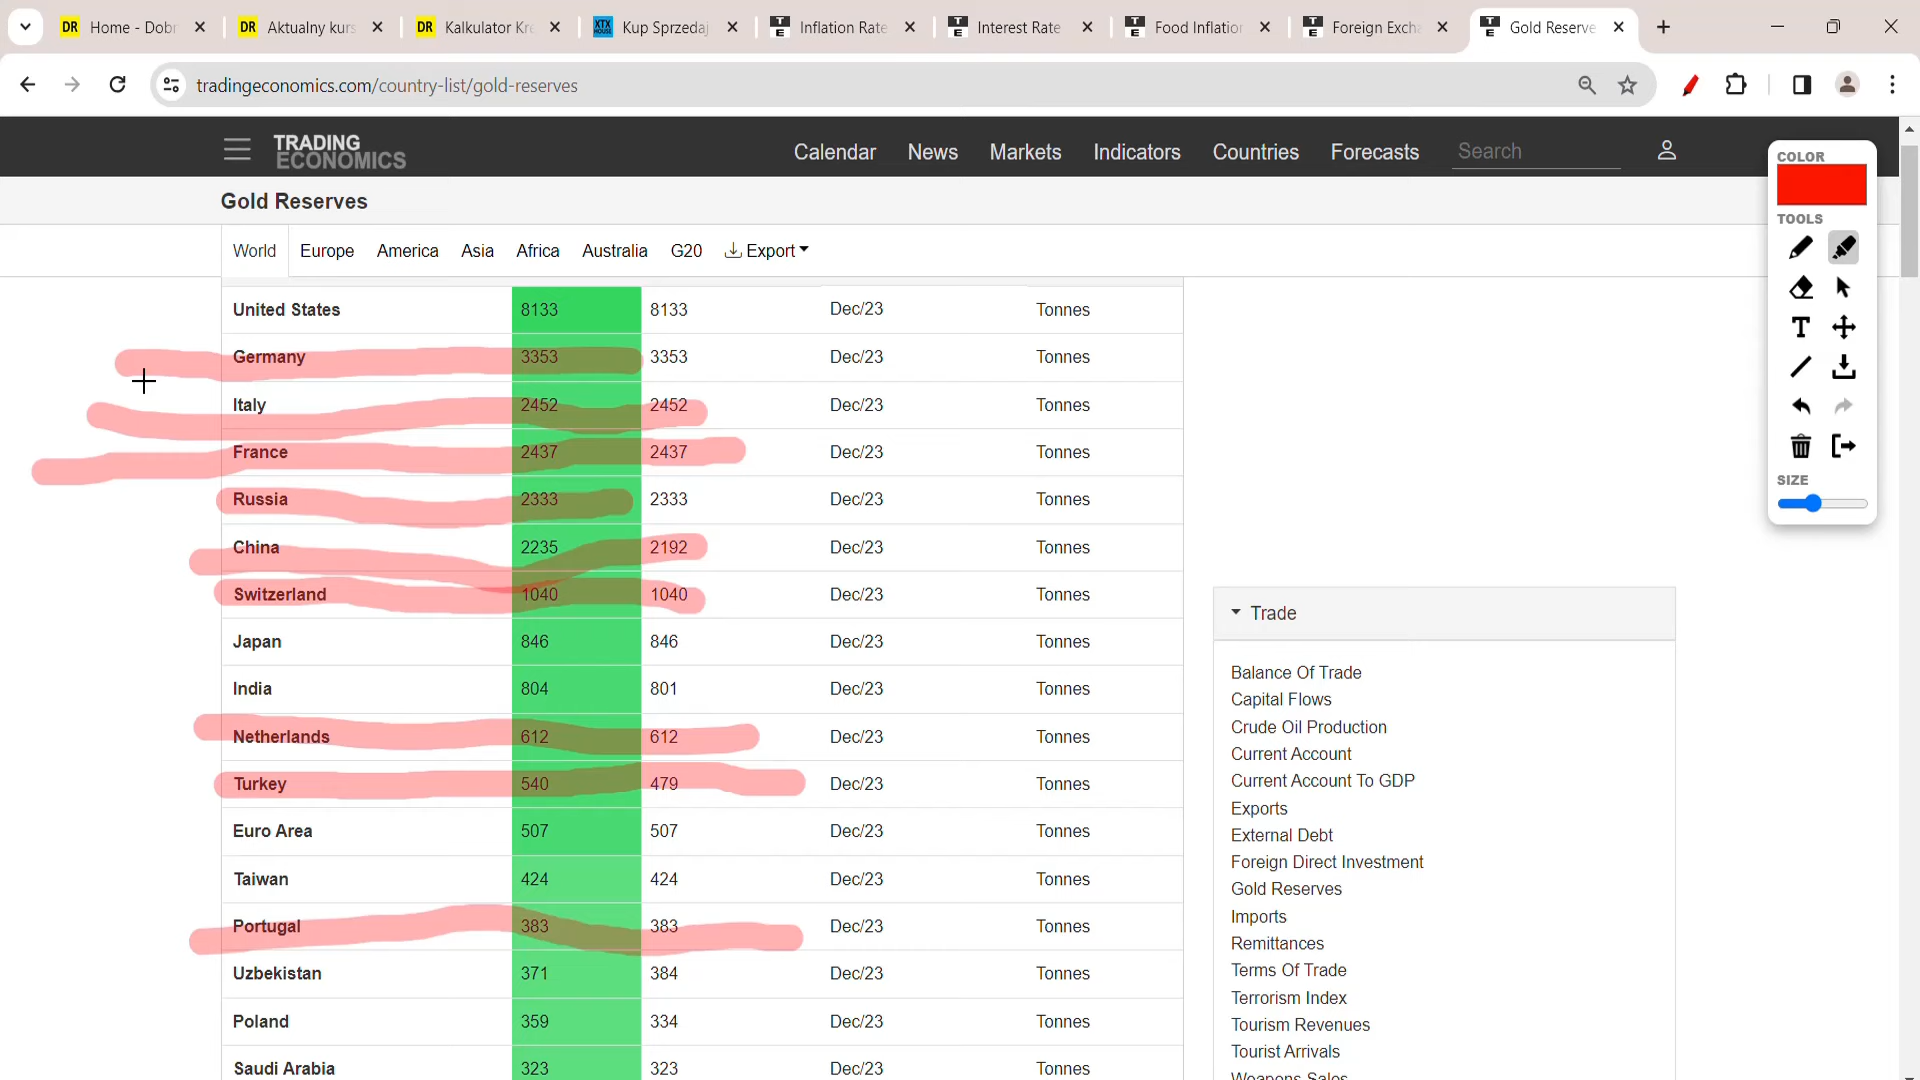 Home - Dobr
Aktualny kurs
Kalkulator Kre
Kup Sprzedaj
Inflation Rate
Interest Rate
Food Inflation
Foreign Excha
Gold Reserve
tradingeconomics.com/country-list/gold-reserves
TRADING
ECONOMICS
Calendar News Markets Indicators Countries Forecasts Search
Gold Reserves
World Europe America Asia Africa Australia G20 Export
United States 8133 8133 Dec/23 Tonnes
Germany 3353 3353 Dec/23 Tonnes
Italy 2452 2452 Dec/23 Tonnes
France 2437 2437 Dec/23 Tonnes
Russia 2333 2333 Dec/23 Tonnes
China 2235 2192 Dec/23 Tonnes
Switzerland 1040 1040 Dec/23 Tonnes
Japan 846 846 Dec/23 Tonnes
India 804 801 Dec/23 Tonnes
Netherlands 612 612 Dec/23 Tonnes
Turkey 540 479 Dec/23 Tonnes
Euro Area 507 507 Dec/23 Tonnes
Taiwan 424 424 Dec/23 Tonnes
Portugal 383 383 Dec/23 Tonnes
Uzbekistan 371 384 Dec/23 Tonnes
Poland 359 334 Dec/23 Tonnes
Saudi Arabia 323 323 Dec/23 Tonnes
Trade
Balance Of Trade
Capital Flows
Crude Oil Production
Current Account
Current Account To GDP
Exports
External Debt
Foreign Direct Investment
Gold Reserves
Imports
Remittances
Terms Of Trade
Terrorism Index
Tourism Revenues
Tourist Arrivals
Weapons Sales
COLOR
TOOLS
SIZE